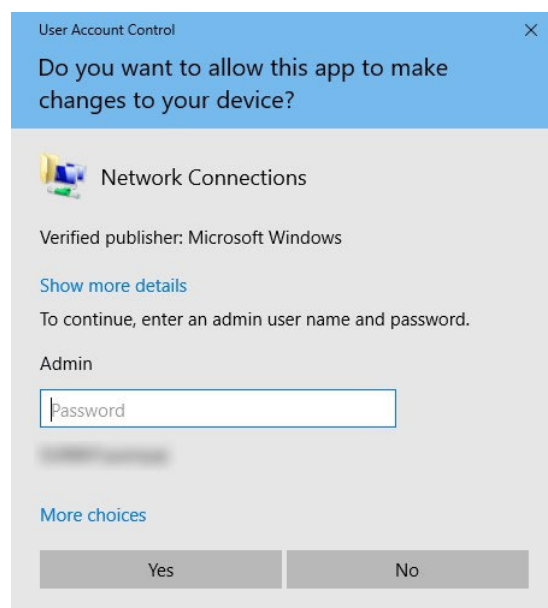 User Account Control
Do you want to allow this app to make
changes to your device?
Network Connections
Verified publisher: Microsoft Windows
Show more details
To continue, enter an admin user name and password.
Admin
Password
More choices
Yes
No